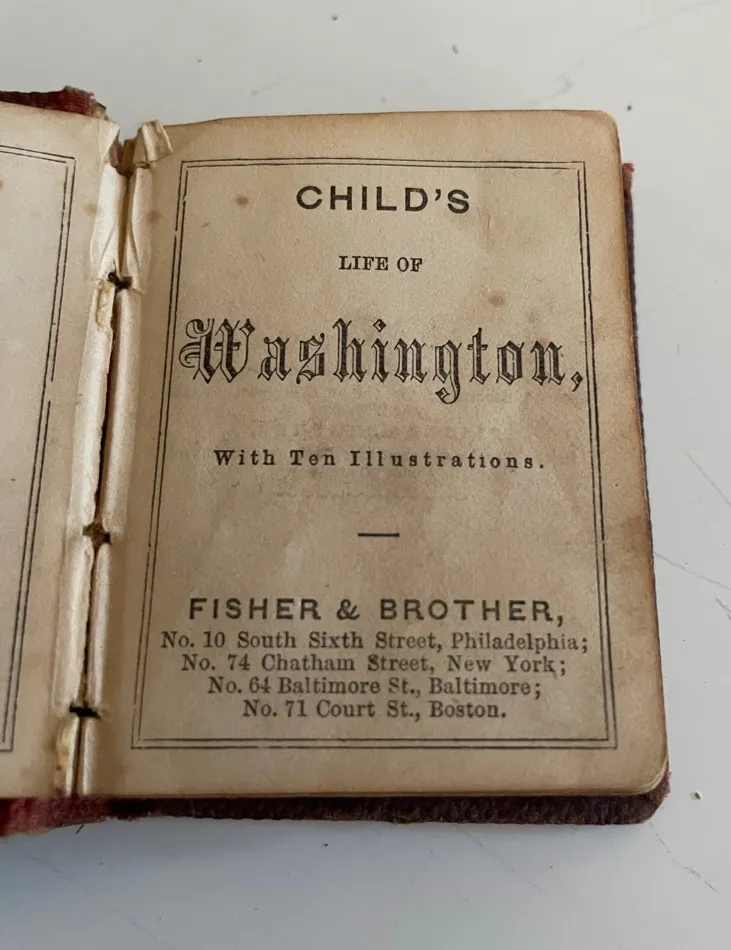 CHILD'S
LIFE OF
Washington,
With Ten Illustrations.
FISHER & BROTHER,
No. 10 South Sixth Street, Philadelphia;
No. 74 Chatham Street, New York;
No. 64 Baltimore St., Baltimore;
No. 71 Court St., Boston.